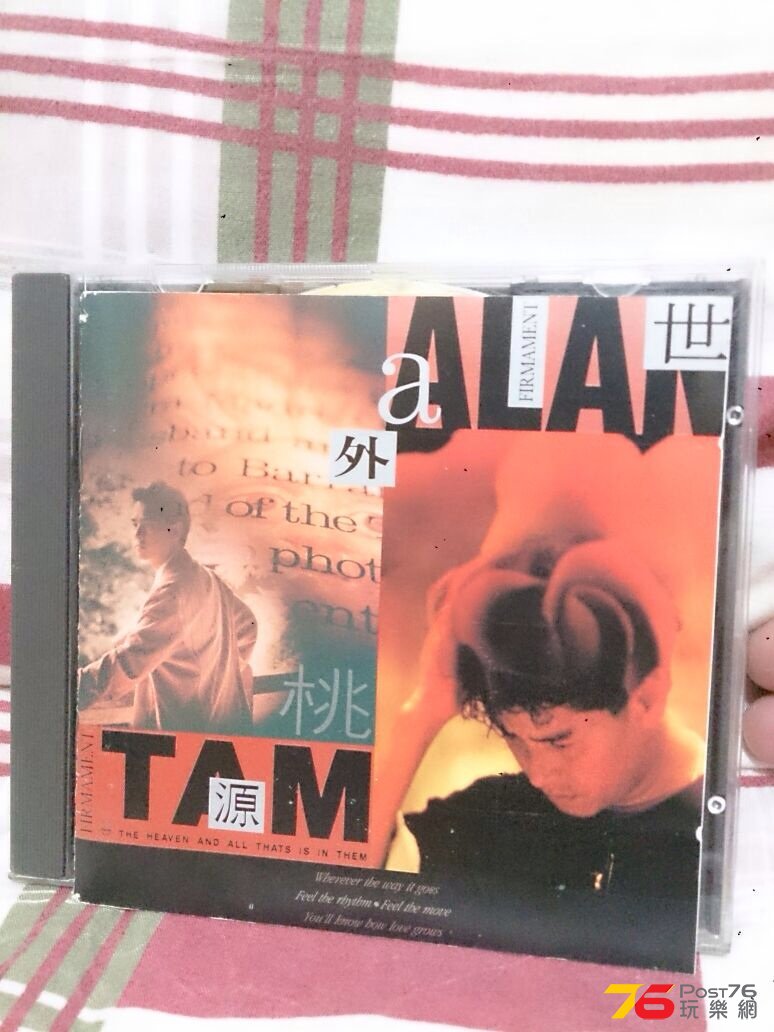 ALAN
FIRMAMENT
世
a
外
to Barra
of the
phot
ent
桃
FIRMAMENT
TAM
源
THE HEAVEN AND ALL THATS IS IN THEM
Wherever the way it goes
Feel the rhythm • Feel the move
You'll know how love grows
76 POST76
玩樂網